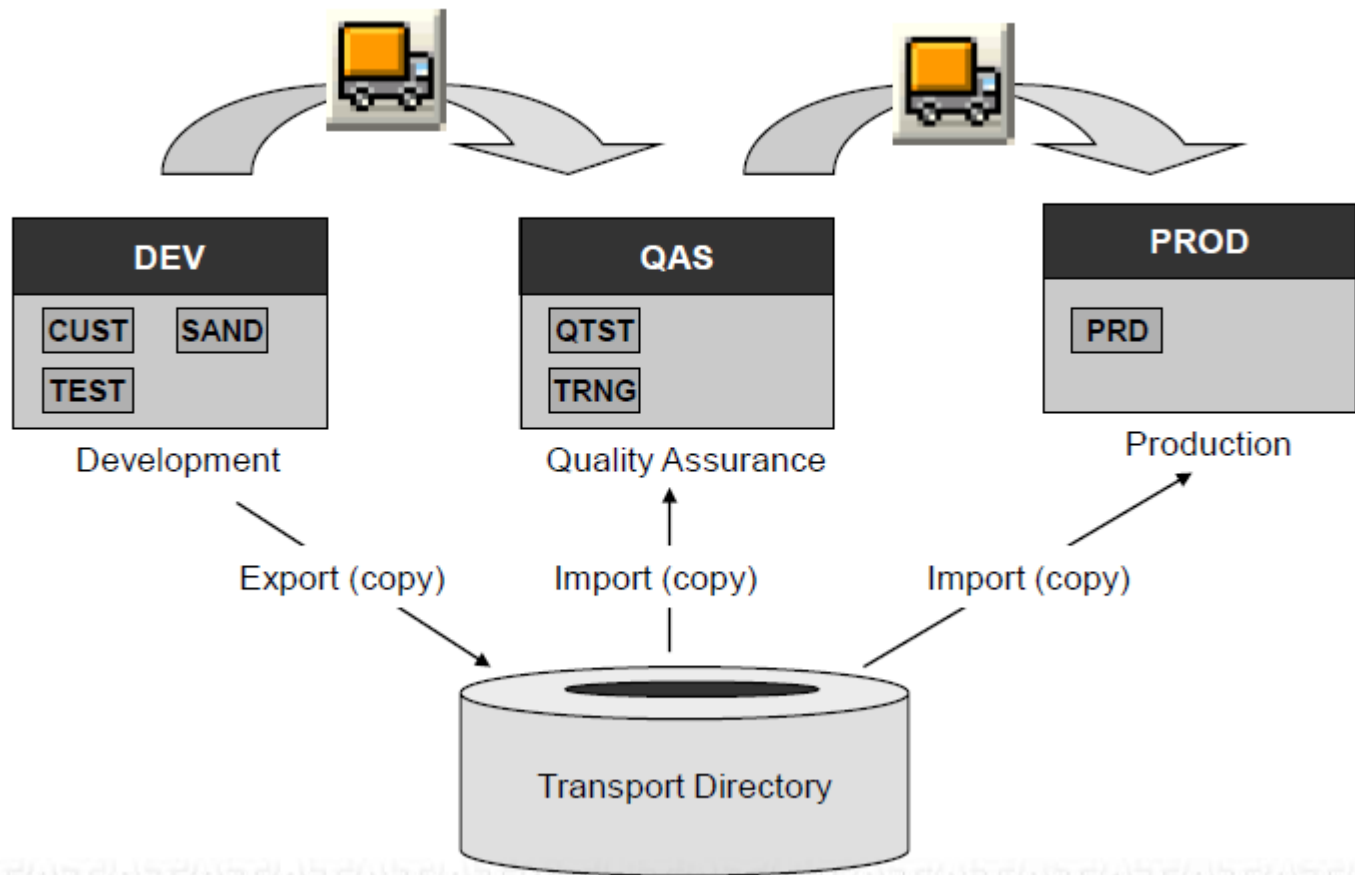 DEV
QAS
PROD
CUST SAND
TEST
QTST
TRNG
PRD
Development
Quality Assurance
Production
Export (copy)
Import (copy)
Import (copy)
Transport Directory